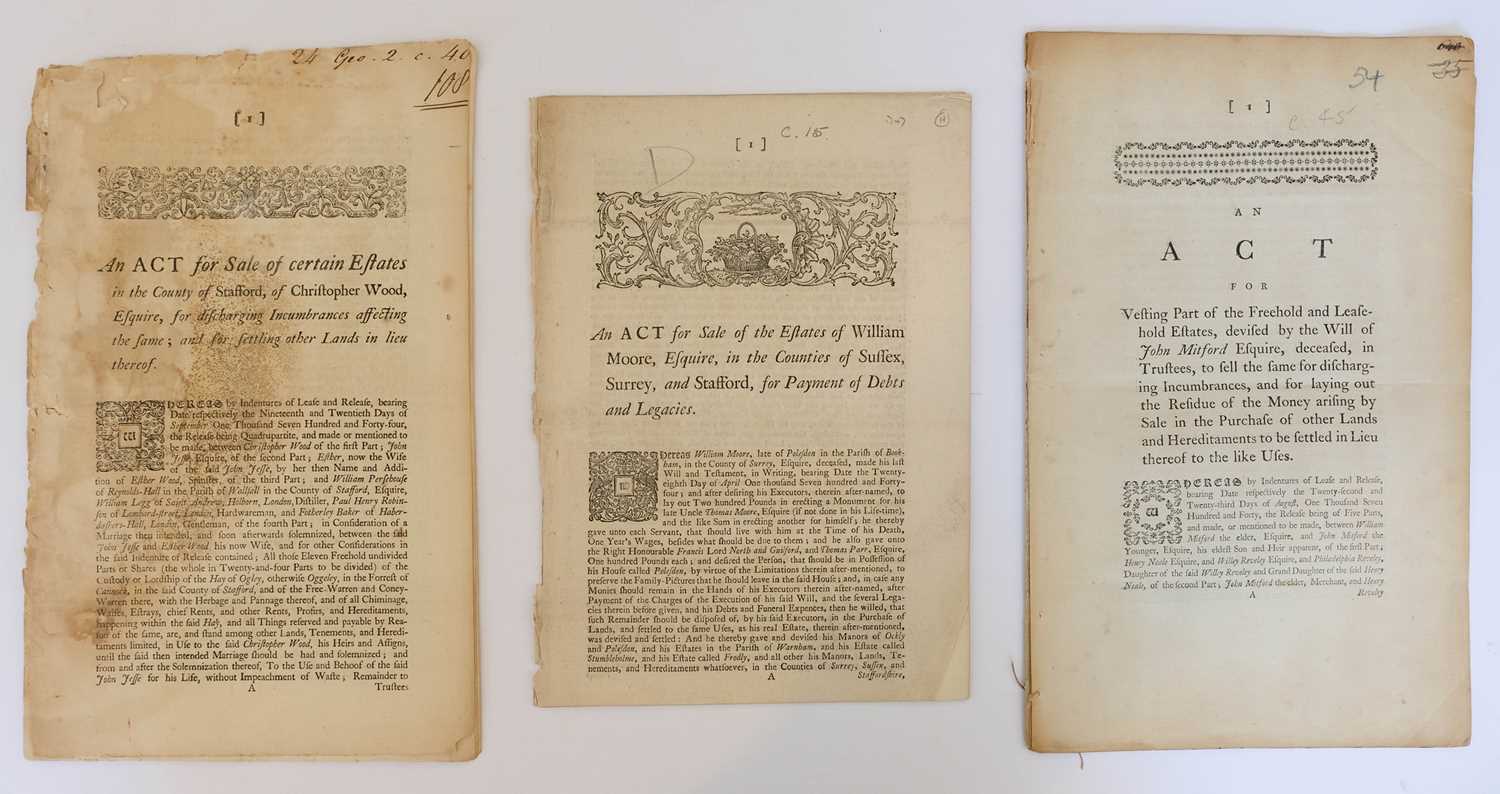 24 Geo. 2. c. 40
108
[ 1 ]
An ACT for Sale of certain Eſtates
in the County of Stafford, of Chriſtopher Wood,
Eſquire, for diſcharging Incumbrances affecting
the ſame; and for ſettling other Lands in lieu
thereof.
WHEREAS by Indentures of Leaſe and Releaſe, bearing
Date reſpectively the Nineteenth and Twentieth Days of
September One Thouſand Seven Hundred and Forty-four,
the Releaſe being Quadrupartite, and made or mentioned to
be made, between Chriſtopher Wood of the firſt Part; John
Jeſſe Eſquire, of the ſecond Part; Eſther, now the Wife
of the ſaid John Jeſſe, by her then Name and Addi-
tion of Eſther Wood, Spinſter, of the third Part; and William Perſehouſe
of Reynolds-Hall in the Pariſh of Wallſall in the County of Stafford, Eſquire,
William Legg of Saint Andrew, Holborn, London, Diſtiller, Paul Henry Robin-
ſon of Lombard-ſtreet, London, Hardwareman, and Fotherley Baker of Haber-
daſhers-Hall, London, Gentleman, of the fourth Part; in Conſideration of a
Marriage then intended, and ſoon afterwards ſolemnized, between the ſaid
John Jeſſe and Eſther Wood his now Wife, and for other Conſiderations in
the ſaid Indenture of Releaſe contained; All thoſe Eleven Freehold undivided
Parts or Shares (the whole in Twenty-and-four Parts to be divided) of the
Cuſtody or Lordſhip of the Hay of Ogley, otherwiſe Oggeley, in the Forreſt of
Cannock, in the ſaid County of Stafford, and of the Free-Warren and Coney-
Warren there, with the Herbage and Pannage thereof, and of all Chiminage,
Waiffes, Eſtrays, chief Rents, and other Rents, Profits, and Hereditaments,
happening within the ſaid Hay, and all Things reſerved and payable by Rea-
ſon of the ſame, are, and ſtand among other Lands, Tenements, and Heredi-
taments limited, in Uſe to the ſaid Chriſtopher Wood, his Heirs and Aſſigns,
until the ſaid then intended Marriage ſhould be had and ſolemnized; and
from and after the Solemnization thereof, To the Uſe and Behoof of the ſaid
John Jeſſe for his Life, without Impeachment of Waſte; Remainder to
A Truſtees
[ 1 ]
c. 15
H
D
An ACT for Sale of the Eſtates of William
Moore, Eſquire, in the Counties of Suſſex,
Surrey, and Stafford, for Payment of Debts
and Legacies.
WHEREAS William Moore, late of Poleſden in the Pariſh of Book-
ham, in the County of Surrey, Eſquire, deceaſed, made his laſt
Will and Teſtament, in Writing, bearing Date the Twenty-
eighth Day of April One thouſand Seven hundred and Forty-
four; and after deſiring his Executors, therein after-named, to
lay out Two hundred Pounds in erecting a Monument for his
late Uncle Thomas Moore, Eſquire (if not done in his Life-time),
and the like Sum in erecting another for himſelf; he thereby
gave unto each Servant, that ſhould live with him at the Time of his Death,
One Year's Wages, beſides what ſhould be due to them; and he alſo gave unto
the Right Honourable Francis Lord North and Guilford, and Thomas Parr, Eſquire,
One hundred Pounds each; and deſired the Perſon, that ſhould be in Poſſeſſion of
his Houſe called Poleſden, by virtue of the Limitations therein after-mentioned, to
preſerve the Family-Pictures that he ſhould leave in the ſaid Houſe; and, in caſe any
Monies ſhould remain in the Hands of his Executors therein after-named, after
Payment of the Charges of the Execution of his ſaid Will, and the ſeveral Lega-
cies therein before given, and his Debts and Funeral Expences, then he willed, that
ſuch Remainder ſhould be diſpoſed of, by his ſaid Executors, in the Purchaſe of
Lands, and ſettled to the ſame Uſes, as his real Eſtate, therein after-mentioned,
was deviſed and ſettled: And he thereby gave and deviſed his Manors of Ockly
and Poleſden, and his Eſtates in the Pariſh of Warnham, and his Eſtate called
Stumbleholme, and his Eſtate called Frodly, and all other his Manors, Lands, Te-
nements, and Hereditaments whatſoever, in the Counties of Surrey, Suſſex, and
A Staffordſhire,
35
54
[ 1 ]
c. 45
AN
ACT
FOR
Veſting Part of the Freehold and Leaſe-
hold Eſtates, deviſed by the Will of
John Mitford Eſquire, deceaſed, in
Truſtees, to ſell the ſame for diſcharg-
ing Incumbrances, and for laying out
the Reſidue of the Money ariſing by
Sale in the Purchaſe of other Lands
and Hereditaments to be ſettled in Lieu
thereof to the like Uſes.
WHEREAS by Indentures of Leaſe and Releaſe,
bearing Date reſpectively the Twenty-ſecond and
Twenty-third Days of Auguſt, One Thouſand Seven
Hundred and Forty, the Releaſe being of Five Parts,
and made, or mentioned to be made, between William
Mitford the elder, Eſquire, and John Mitford the
Younger, Eſquire, his eldeſt Son and Heir apparent, of the firſt Part;
Henry Neale Eſquire, and Willey Reveley Eſquire, and Philadelphia Reveley,
Daughter of the ſaid Willey Reveley and Grand Daughter of the ſaid Henry
Neale, of the ſecond Part; John Mitford the elder, Merchant, and Henry
A Reveley